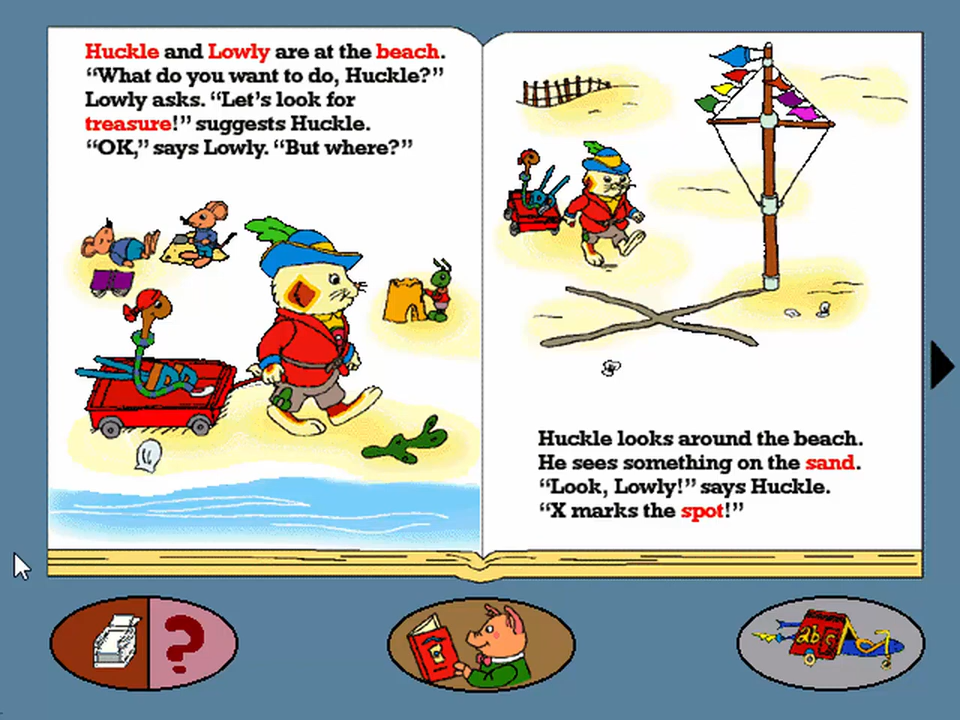 Huckle and Lowly are at the beach.
“What do you want to do, Huckle?”
Lowly asks. “Let’s look for
treasure!” suggests Huckle.
“OK,” says Lowly. “But where?”
Huckle looks around the beach.
He sees something on the sand.
“Look, Lowly!” says Huckle.
“X marks the spot!”
?